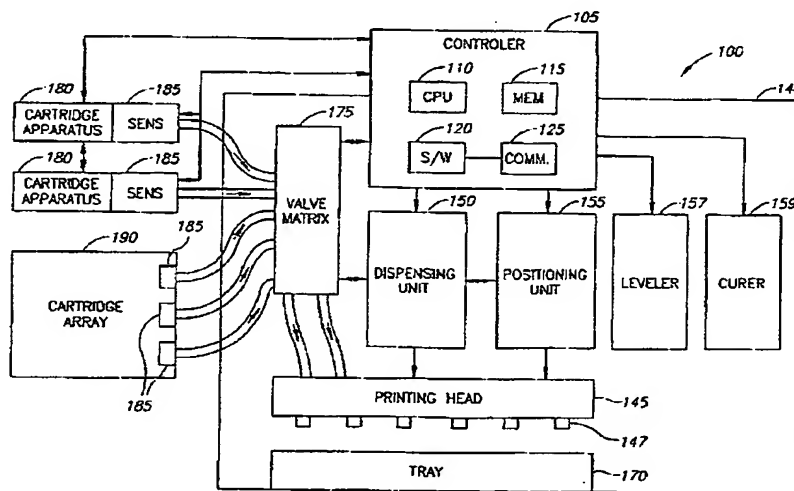 105
CONTROLER
100
110
115
CPU
MEM
180
185
CARTRIDGE
APPARATUS
SENS
175
120
125
S/W
COMM.
180
185
CARTRIDGE
APPARATUS
SENS
VALVE
MATRIX
150
155
157
159
190
185
DISPENSING
UNIT
POSITIONING
UNIT
LEVELER
CURER
CARTRIDGE
ARRAY
185
PRINTING HEAD
145
147
TRAY
170